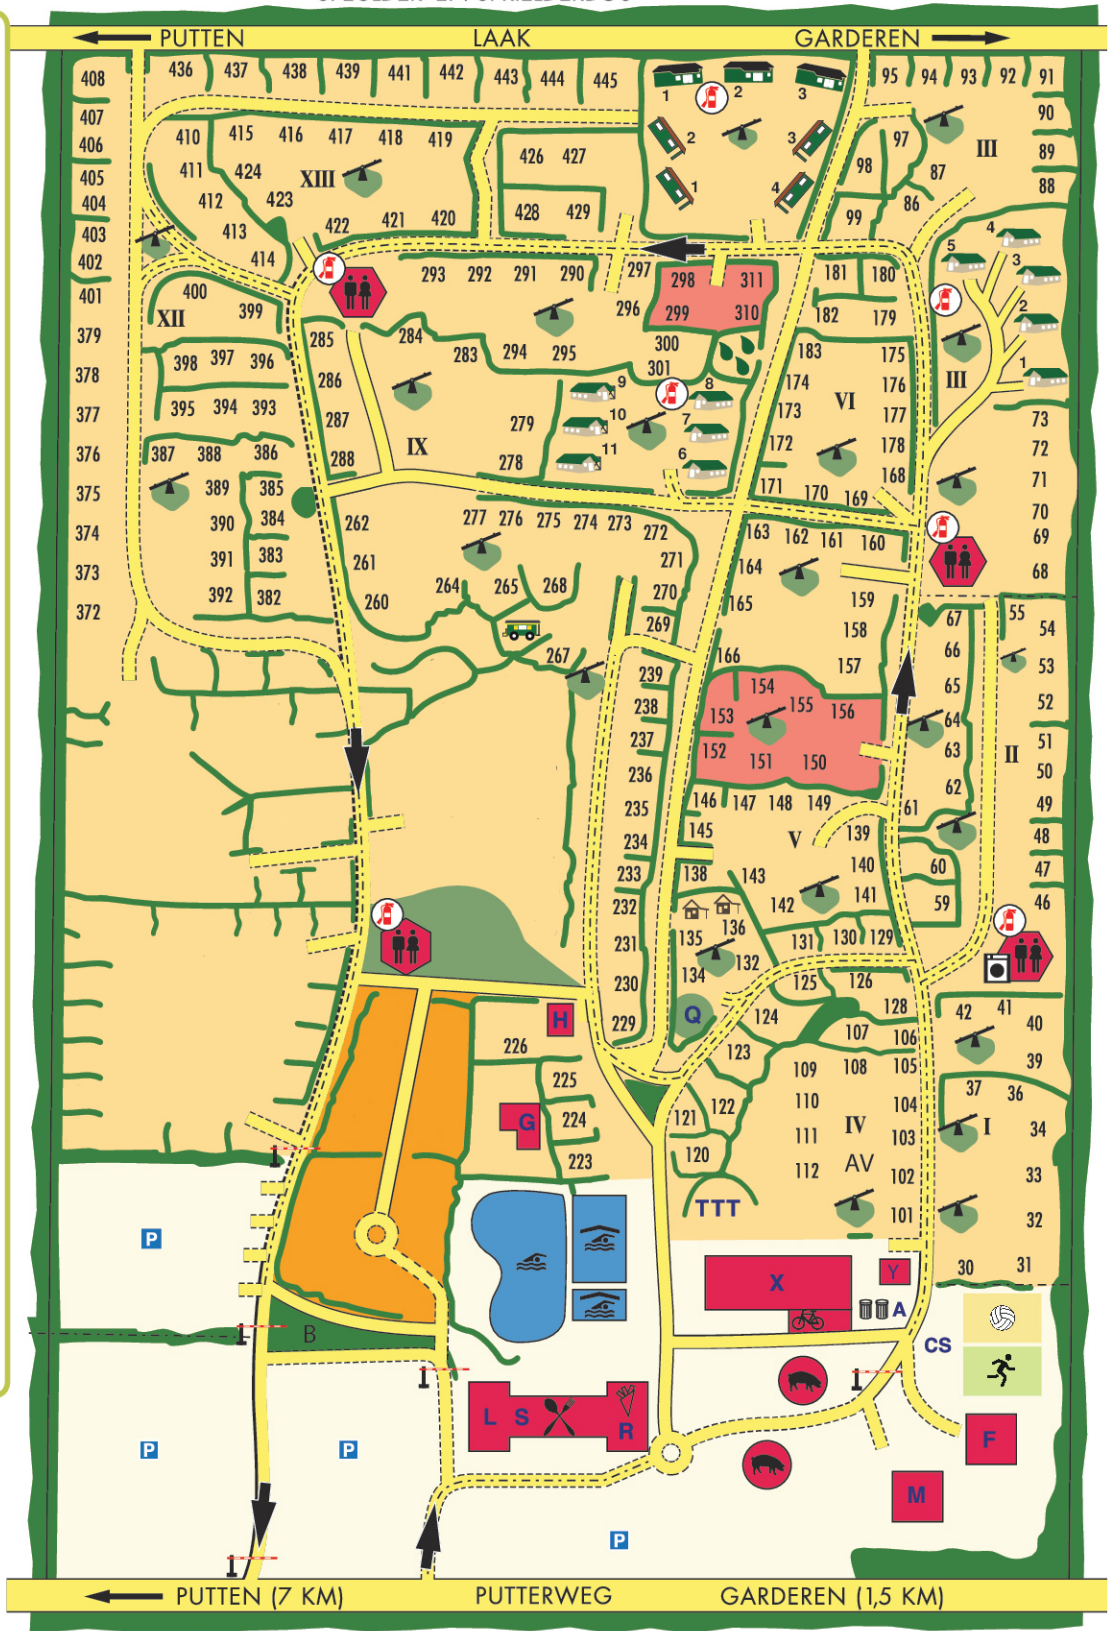 PUTTEN LAAK GARDEREN
408 436 437 438 439 441 442 443 444 445 1 2 3 95 94 93 92 91
407 90
406 410 415 416 417 418 419 426 427 2 3 97 III 89
405 411 424 XIII 98 87 88
404 412 423 1 4 86
403 413 422 421 420 428 429 99 4
402 414 5 3
401 400 293 292 291 290 297 298 311 181 180
XII 399 296 299 310 182 179 2
379 285 284 283 294 295 300 183 175
378 398 397 396 286 301 174 176 III 1
377 395 394 393 287 279 9 8 173 VI 177 73
376 387 388 386 288 IX 278 10 7 172 178 72
11 6 171 168 71
375 389 385 170 169 70
374 390 384 262 277 276 275 274 273 272 163 162 161 160 69
373 391 383 261 271 164 68
372 392 382 260 264 265 268 270 165 159 67 55
269 158 66 54
267 239 166 157 65 53
238 154 155 156 64 52
237 153 152 151 150 63 II 51
236 62 50
235 146 147 148 149 61 49
234 145 V 139 48
233 138 143 140 60 47
232 142 141 59 46
231 135 136 131 130 129
230 134 132 125 126
229 Q 124 128 42 41 40
H 226 123 107 106 39
225 109 108 105 37 36
G 224 121 122 110 IV 104 I 34
223 120 111 AV 103 33
112 102 32
TTT 101
30 31
P X Y
A
B CS
L S R F
P P M
P
PUTTEN (7 KM) PUTTERWEG GARDEREN (1,5 KM)